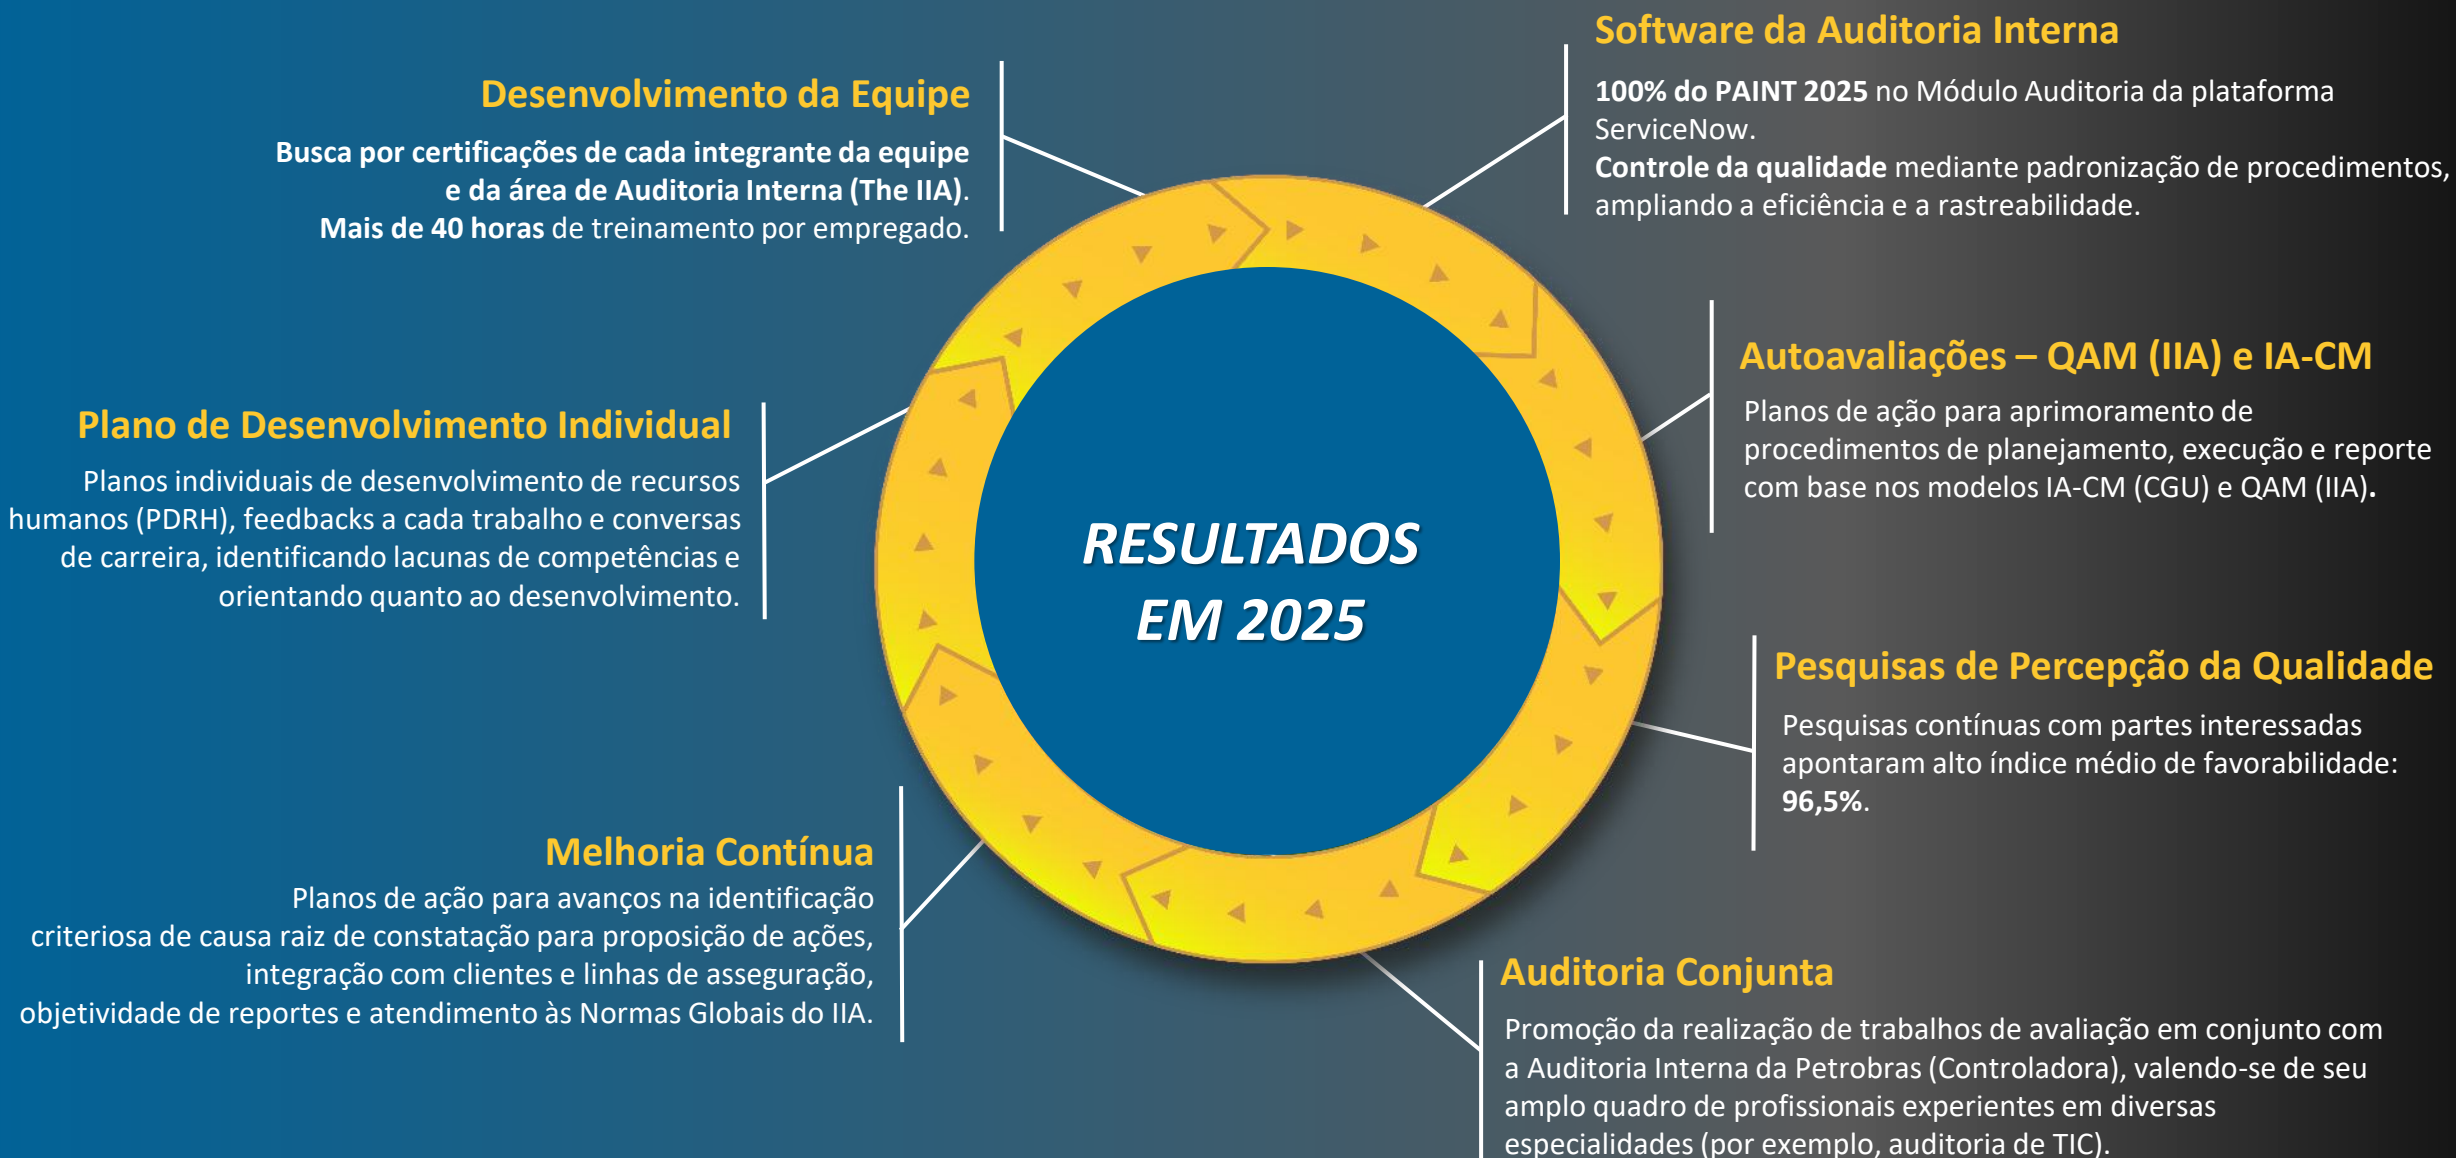 Software da Auditoria Interna
100% do PAINT 2025 no Módulo Auditoria da plataforma
ServiceNow.
Controle da qualidade mediante padronização de procedimentos,
ampliando a eficiência e a rastreabilidade.
Desenvolvimento da Equipe
Busca por certificações de cada integrante da equipe
e da área de Auditoria Interna (The IIA).
Mais de 40 horas de treinamento por empregado.
Autoavaliações – QAM (IIA) e IA-CM
Planos de ação para aprimoramento de
procedimentos de planejamento, execução e reporte
com base nos modelos IA-CM (CGU) e QAM (IIA).
Plano de Desenvolvimento Individual
Planos individuais de desenvolvimento de recursos
humanos (PDRH), feedbacks a cada trabalho e conversas
de carreira, identificando lacunas de competências e
orientando quanto ao desenvolvimento.
RESULTADOS
EM 2025
Pesquisas de Percepção da Qualidade
Pesquisas contínuas com partes interessadas
apontaram alto índice médio de favorabilidade:
96,5%.
Melhoria Contínua
Planos de ação para avanços na identificação
criteriosa de causa raiz de constatação para proposição de ações,
integração com clientes e linhas de asseguração,
objetividade de reportes e atendimento às Normas Globais do IIA.
Auditoria Conjunta
Promoção da realização de trabalhos de avaliação em conjunto com
a Auditoria Interna da Petrobras (Controladora), valendo-se de seu
amplo quadro de profissionais experientes em diversas
especialidades (por exemplo, auditoria de TIC).